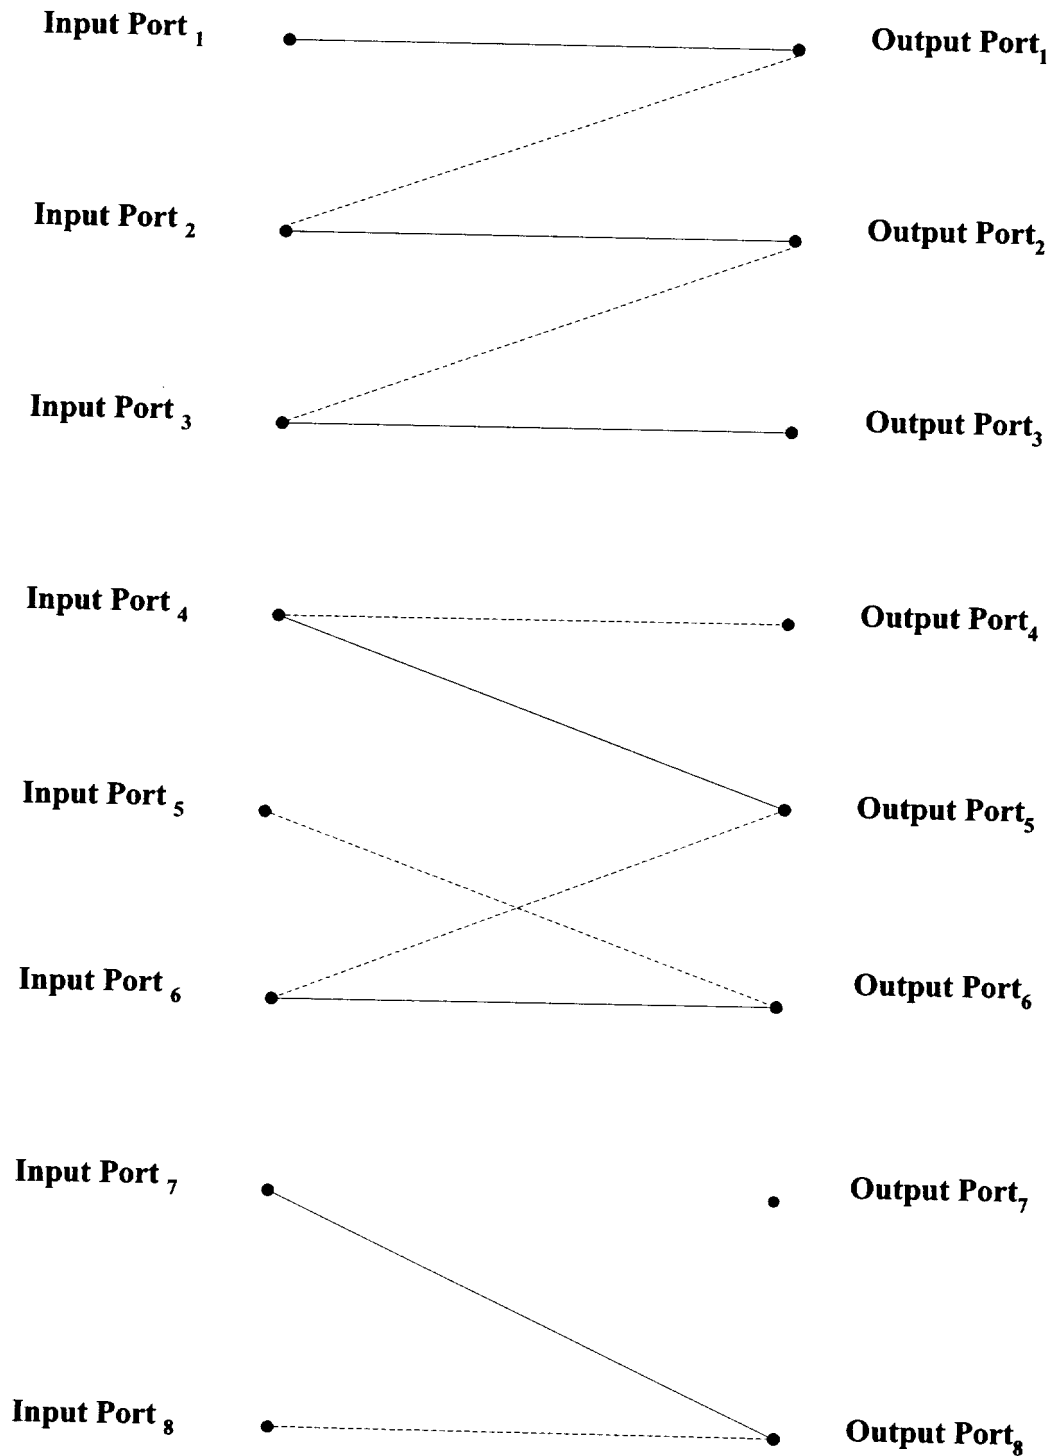 Input Port 1 Output Port1
Input Port 2 Output Port2
Input Port 3 Output Port3
Input Port 4 Output Port4
Input Port 5 Output Port5
Input Port 6 Output Port6
Input Port 7 Output Port7
Input Port 8 Output Port8